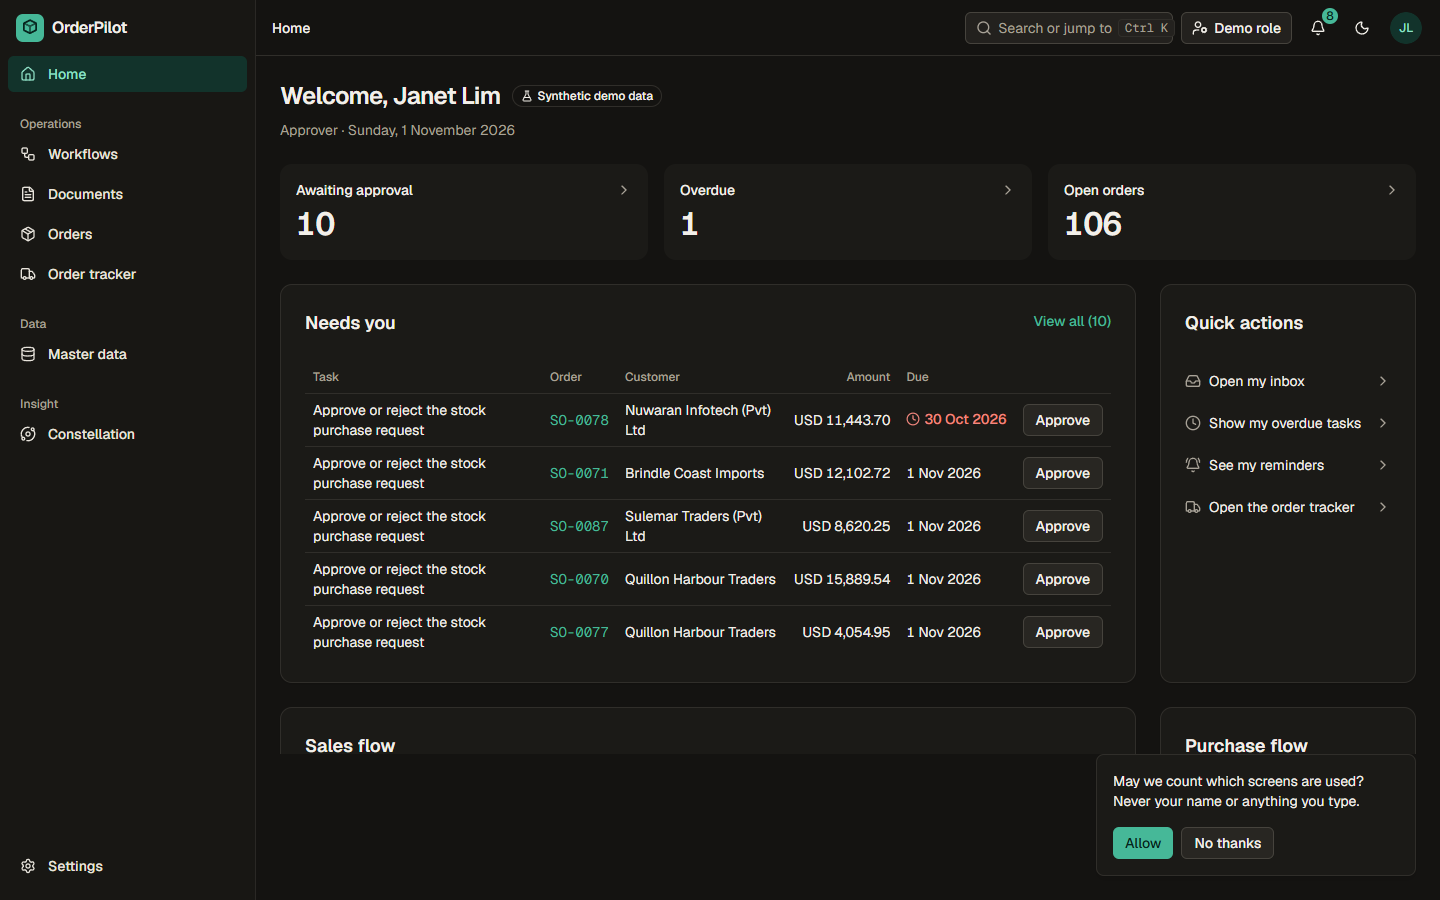 OrderPilot
Home
Operations
Workflows
Documents
Orders
Order tracker
Data
Master data
Insight
Constellation
Settings
Home
Search or jump to Ctrl K
Demo role
8
JL
Welcome, Janet Lim
Synthetic demo data
Approver · Sunday, 1 November 2026
Awaiting approval
10
Overdue
1
Open orders
106
Needs you
View all (10)
Task Order Customer Amount Due
Approve or reject the stock
purchase request
SO-0078
Nuwaran Infotech (Pvt)
Ltd
USD 11,443.70
30 Oct 2026
Approve
Approve or reject the stock
purchase request
SO-0071
Brindle Coast Imports
USD 12,102.72
1 Nov 2026
Approve
Approve or reject the stock
purchase request
SO-0087
Sulemar Traders (Pvt)
Ltd
USD 8,620.25
1 Nov 2026
Approve
Approve or reject the stock
purchase request
SO-0070
Quillon Harbour Traders
USD 15,889.54
1 Nov 2026
Approve
Approve or reject the stock
purchase request
SO-0077
Quillon Harbour Traders
USD 4,054.95
1 Nov 2026
Approve
Quick actions
Open my inbox
Show my overdue tasks
See my reminders
Open the order tracker
Sales flow
Purchase flow
May we count which screens are used?
Never your name or anything you type.
Allow
No thanks